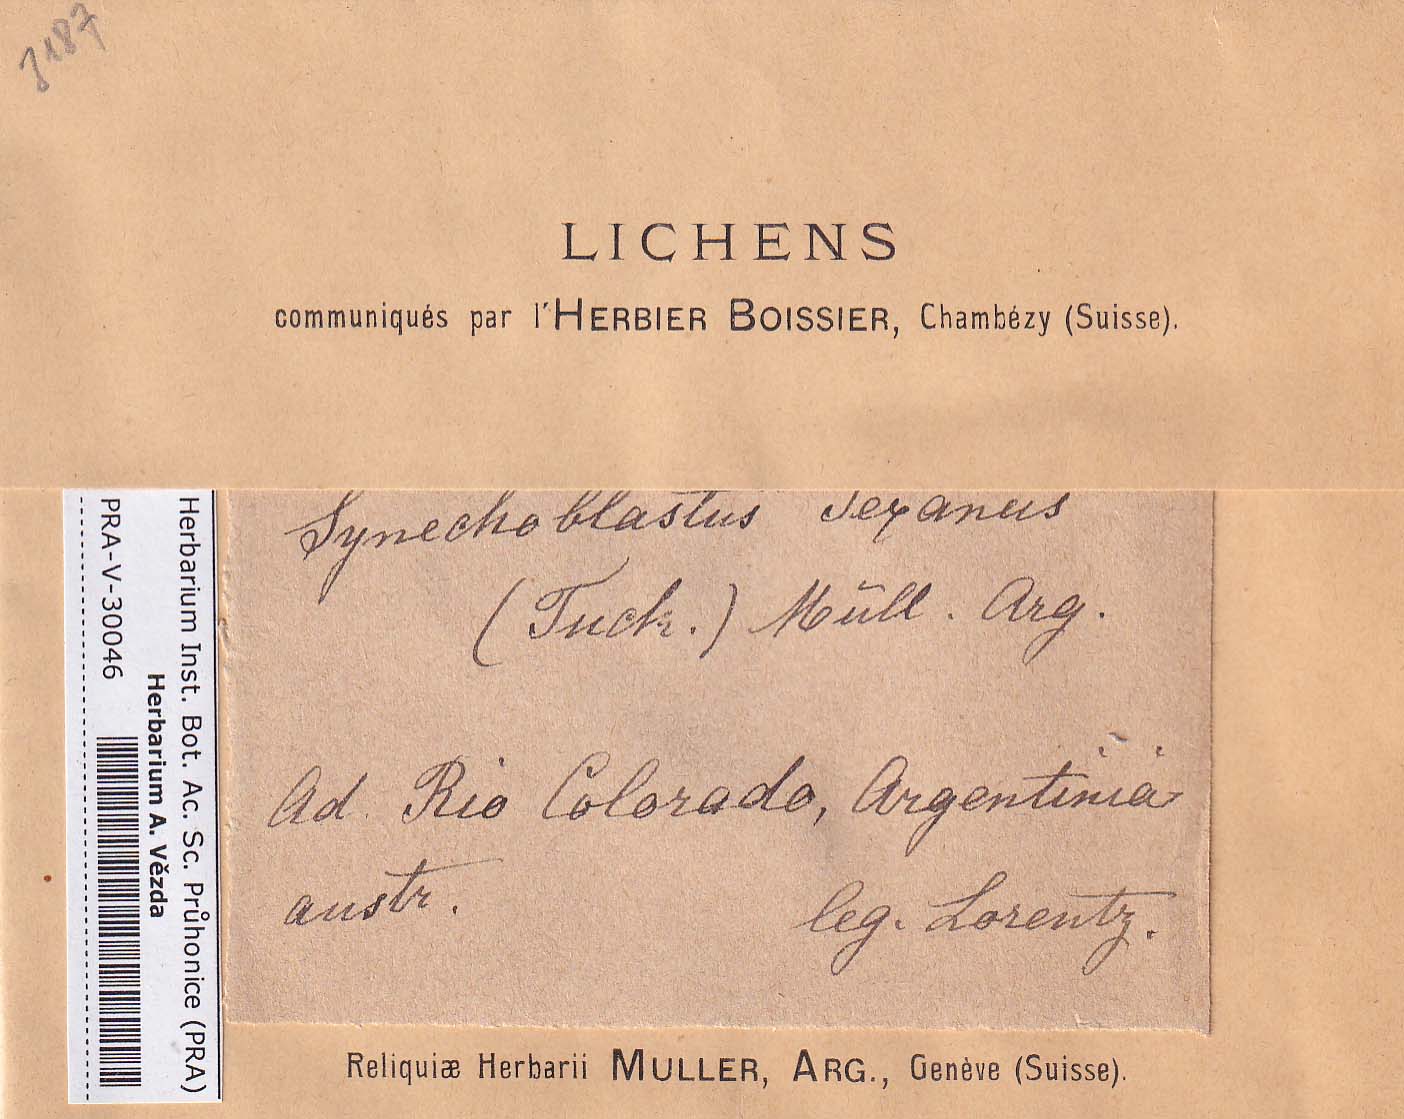 3187
LICHENS
communiqués par l'HERBIER BOISSIER, Chambézy (Suisse).
Synechoblastus texanus
(Tuck.) Müll. Arg.
Ad Rio Colorado, Argentinia
austr.
leg. Lorentz.
Reliquiæ Herbarii MULLER, ARG., Genève (Suisse).
Herbarium Inst. Bot. Ac. Sc. Průhonice (PRA)
Herbarium A. Vězda
PRA-V-30046